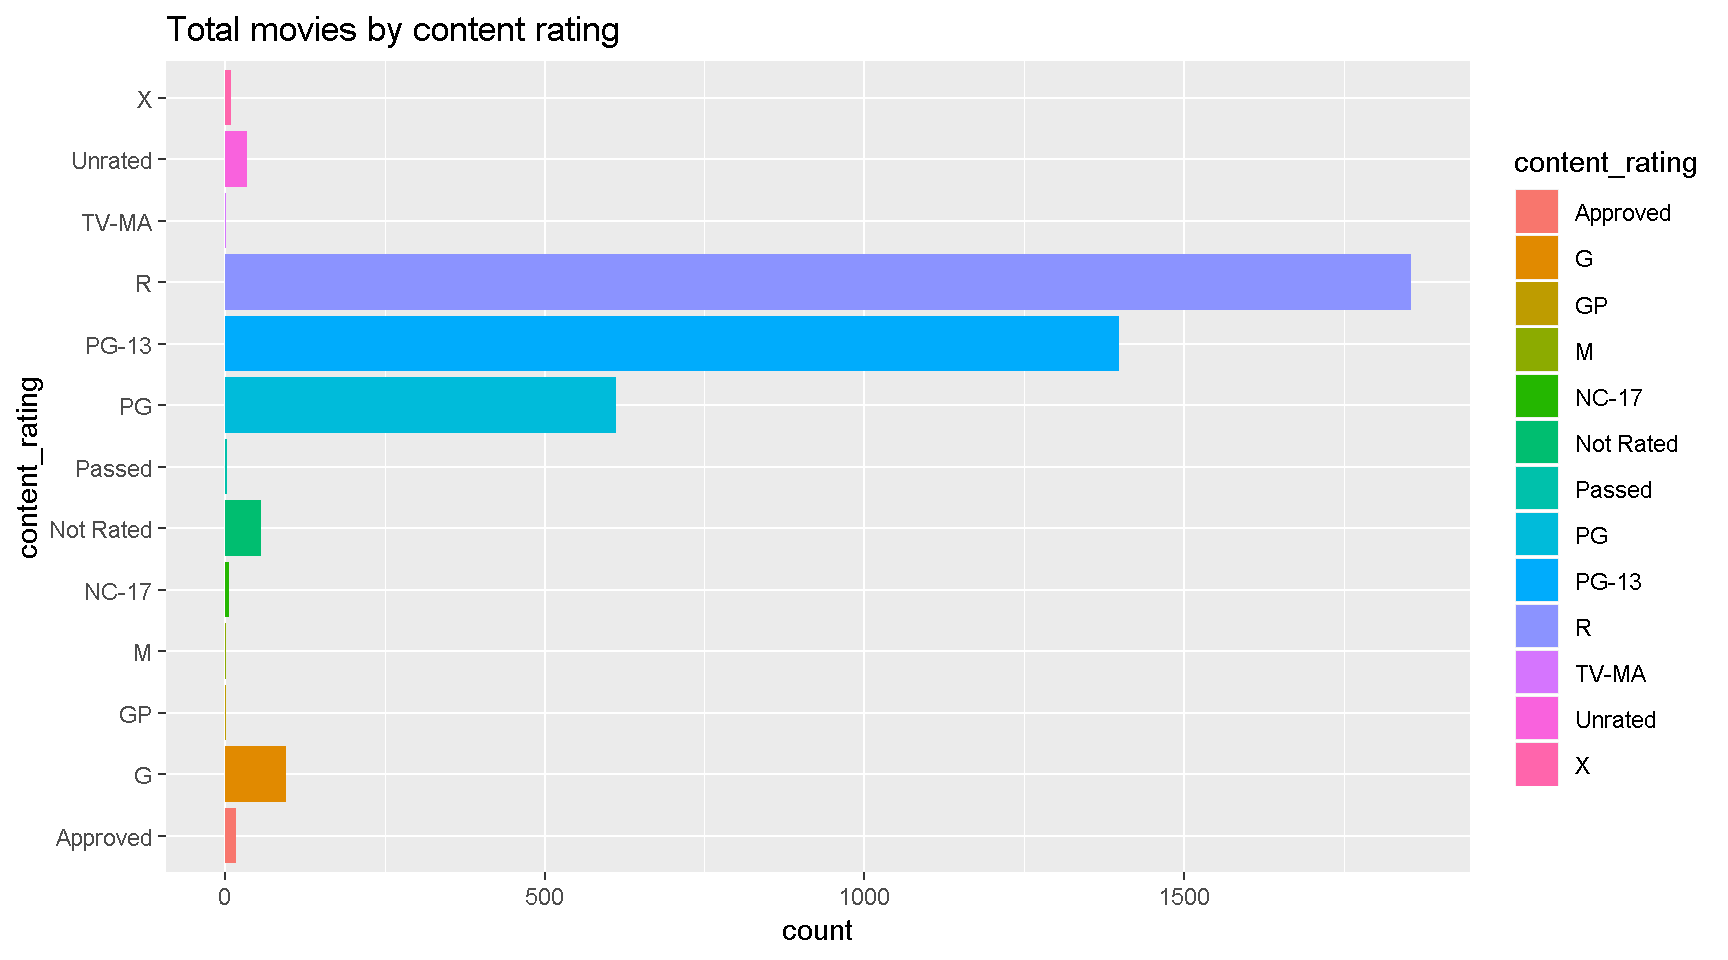 Total movies by content rating
X
Unrated
TV-MA
R
PG-13
PG
Passed
Not Rated
NC-17
M
GP
G
Approved
content_rating
0 500 1000 1500
count
content_rating
Approved
G
GP
M
NC-17
Not Rated
Passed
PG
PG-13
R
TV-MA
Unrated
X